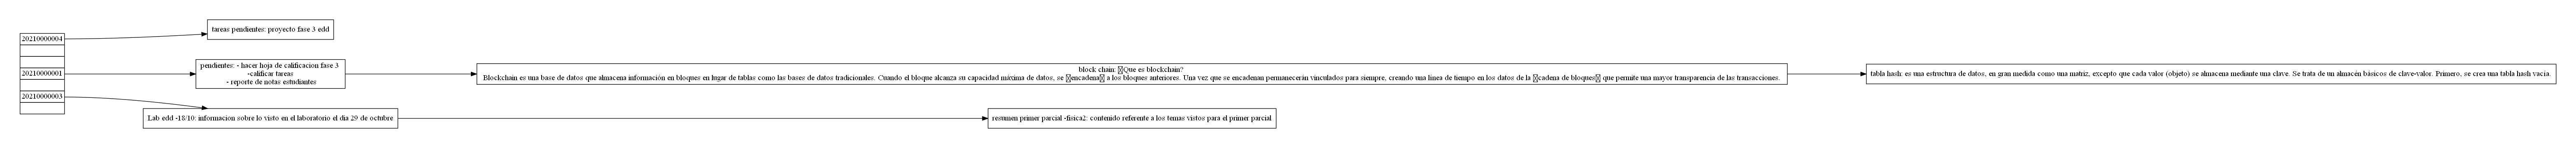 20210000004
tareas pendientes: proyecto fase 3 edd
20210000001
pendientes: - hacer hoja de calificacion fase 3
-calificar tareas
- reporte de notas estudiantes
block chain: Que es blockchain?
Blockchain es una base de datos que almacena información en bloques en lugar de tablas como las bases de datos tradicionales. Cuando el bloque alcanza su capacidad máxima de datos, se encadena a los bloques anteriores. Una vez que se encadenan permanecerán vinculados para siempre, creando una línea de tiempo en los datos de la cadena de bloques que permite una mayor transparencia de las transacciones.
tabla hash: es una estructura de datos, en gran medida como una matriz, excepto que cada valor (objeto) se almacena mediante una clave. Se trata de un almacén básicos de clave-valor. Primero, se crea una tabla hash vacía.
20210000003
Lab edd -18/10: informacion sobre lo visto en el laboratorio el dia 29 de octubre
resumen primer parcial -fisica2: contenido referente a los temas vistos para el primer parcial